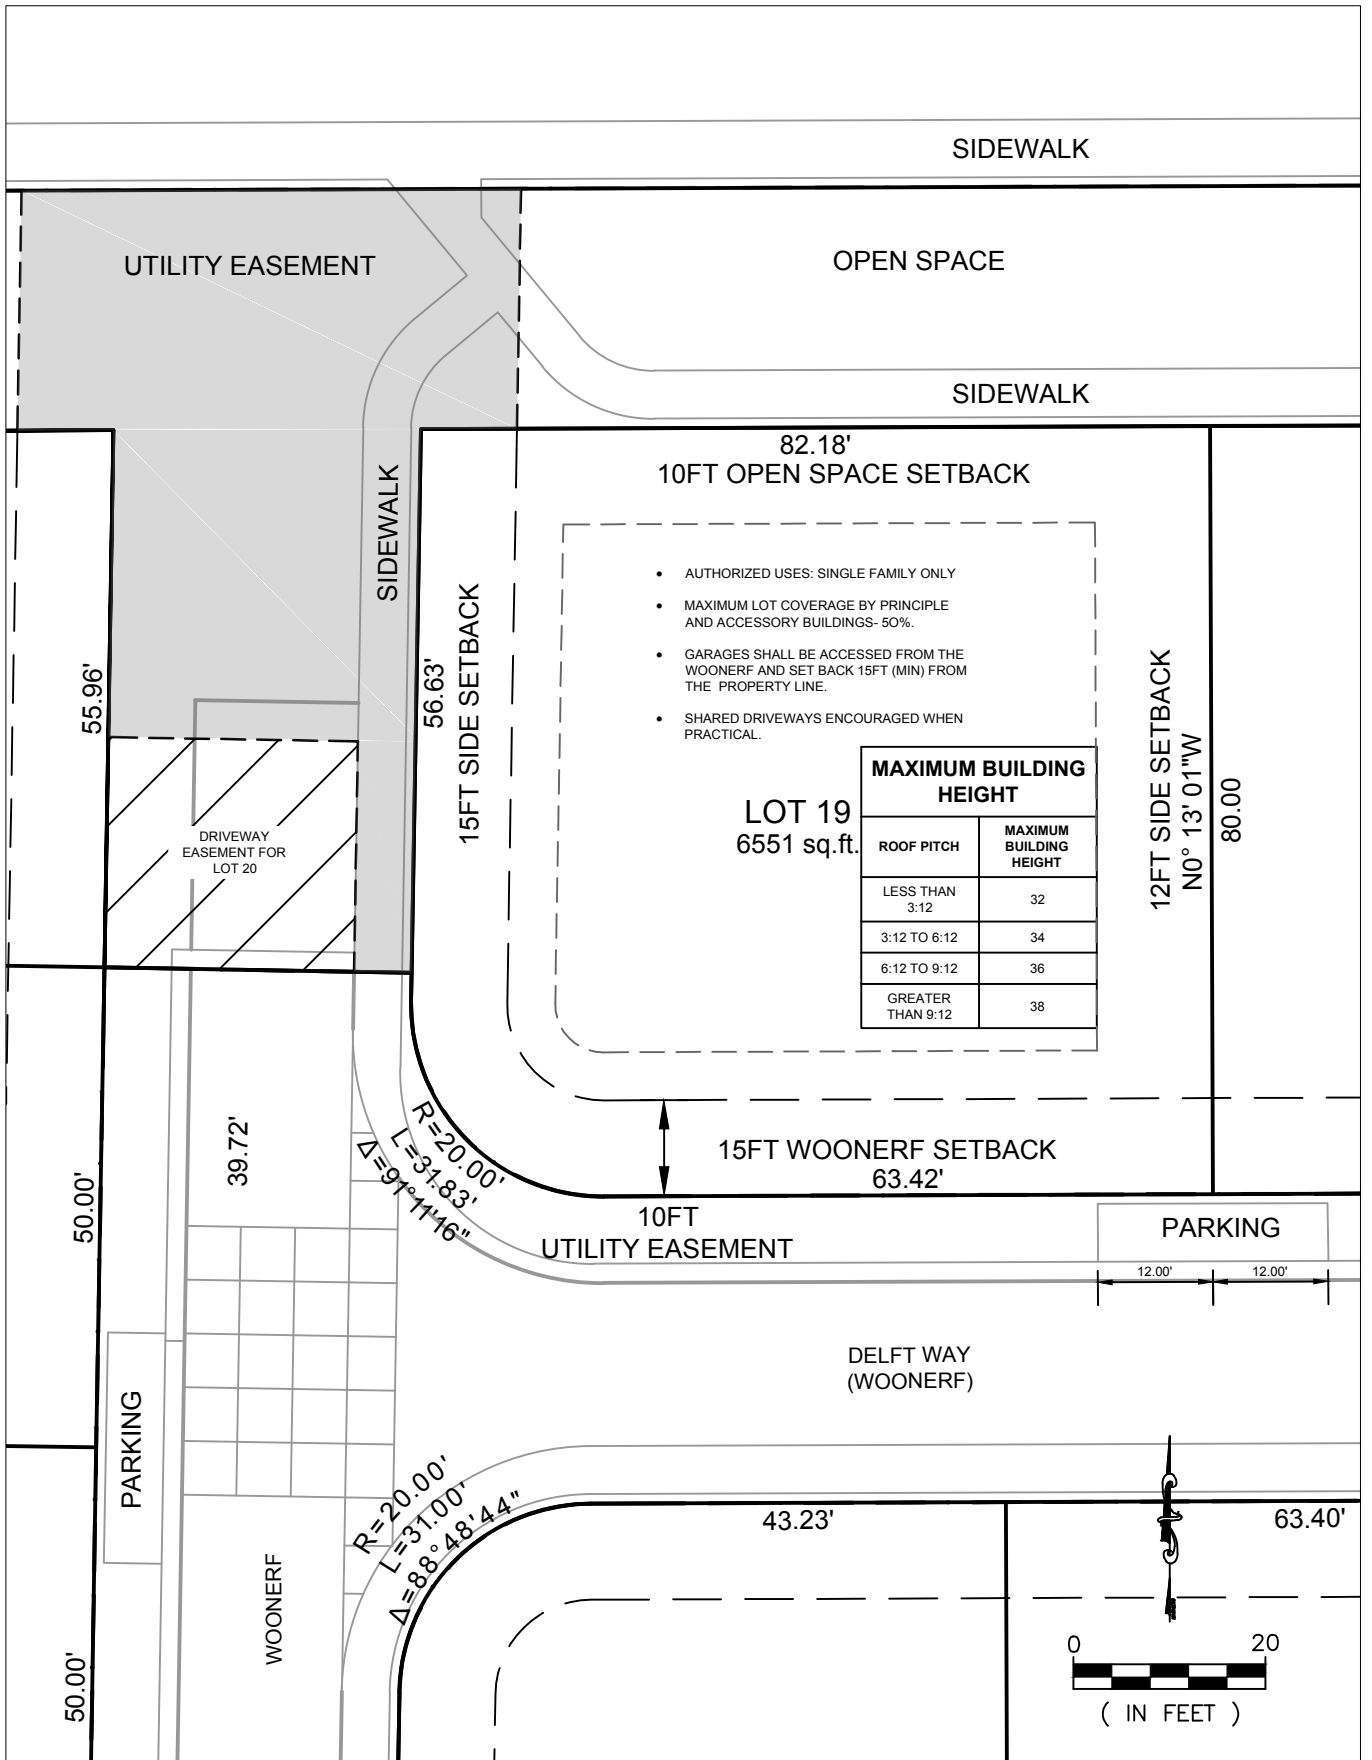 SIDEWALK
UTILITY EASEMENT
OPEN SPACE
SIDEWALK
82.18'
10FT OPEN SPACE SETBACK
SIDEWALK
55.96'
56.63'
15FT SIDE SETBACK
• AUTHORIZED USES: SINGLE FAMILY ONLY
• MAXIMUM LOT COVERAGE BY PRINCIPLE
AND ACCESSORY BUILDINGS- 50%.
• GARAGES SHALL BE ACCESSED FROM THE
WOONERF AND SET BACK 15FT (MIN) FROM
THE PROPERTY LINE.
• SHARED DRIVEWAYS ENCOURAGED WHEN
PRACTICAL.
LOT 19
6551 sq.ft.
MAXIMUM BUILDING
HEIGHT
ROOF PITCH
MAXIMUM
BUILDING
HEIGHT
LESS THAN
3:12
32
3:12 TO 6:12
34
6:12 TO 9:12
36
GREATER
THAN 9:12
38
12FT SIDE SETBACK
N0° 13' 01"W
80.00
DRIVEWAY
EASEMENT FOR
LOT 20
39.72'
50.00'
R=20.00'
L=31.83'
Δ=91°11'16"
15FT WOONERF SETBACK
63.42'
10FT
UTILITY EASEMENT
PARKING
12.00'
12.00'
DELFT WAY
(WOONERF)
PARKING
WOONERF
50.00'
R=20.00'
L=31.00'
Δ=88°48'44"
43.23'
63.40'
0 20
( IN FEET )